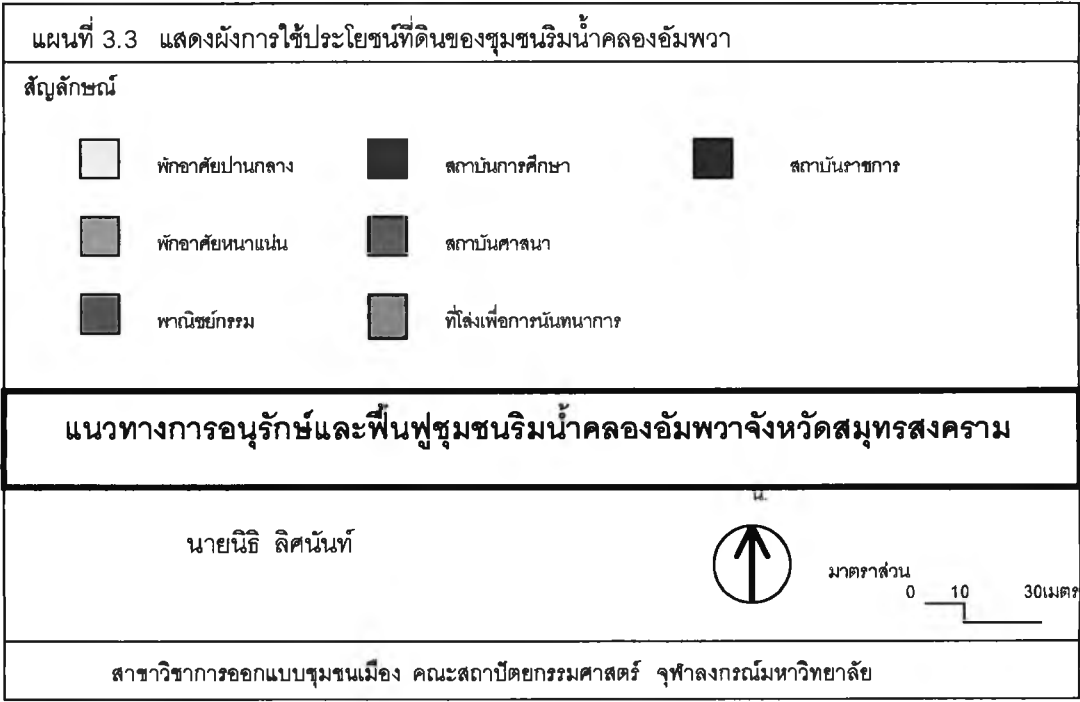 แผนที่ 3.3 แสดงผังการใช้ประโยชน์ที่ดินของชุมชนริมน้ำคลองอัมพวา
สัญลักษณ์
พักอาศัยปานกลาง สถาบันการศึกษา สถาบันราชการ
พักอาศัยหนาแน่น สถาบันศาสนา
พาณิชย์กรรม ที่โล่งเพื่อการนันทนาการ
แนวทางการอนุรักษ์และฟื้นฟูชุมชนริมน้ำคลองอัมพวาจังหวัดสมุทรสงคราม
น.
นายนิธิ ลิศนันท์
มาตราส่วน
0 10 30เมตร
สาขาวิชาการออกแบบชุมชนเมือง คณะสถาปัตยกรรมศาสตร์ จุฬาลงกรณ์มหาวิทยาลัย